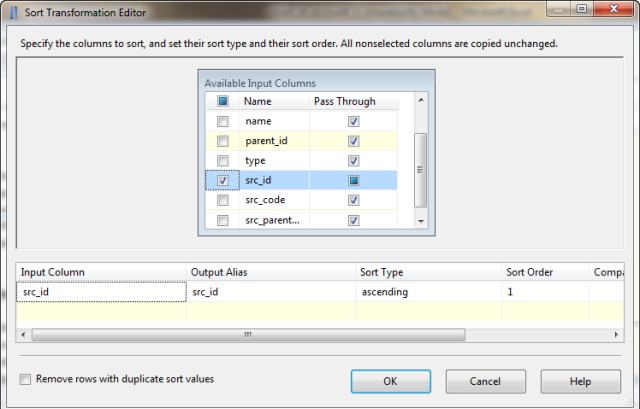 Sort Transformation Editor
Specify the columns to sort, and set their sort type and their sort order. All nonselected columns are copied unchanged.
Available Input Columns
Name Pass Through
name
parent_id
type
src_id
src_code
src_parent...
Input Column Output Alias Sort Type Sort Order Compa
src_id src_id ascending 1
Remove rows with duplicate sort values
OK Cancel Help